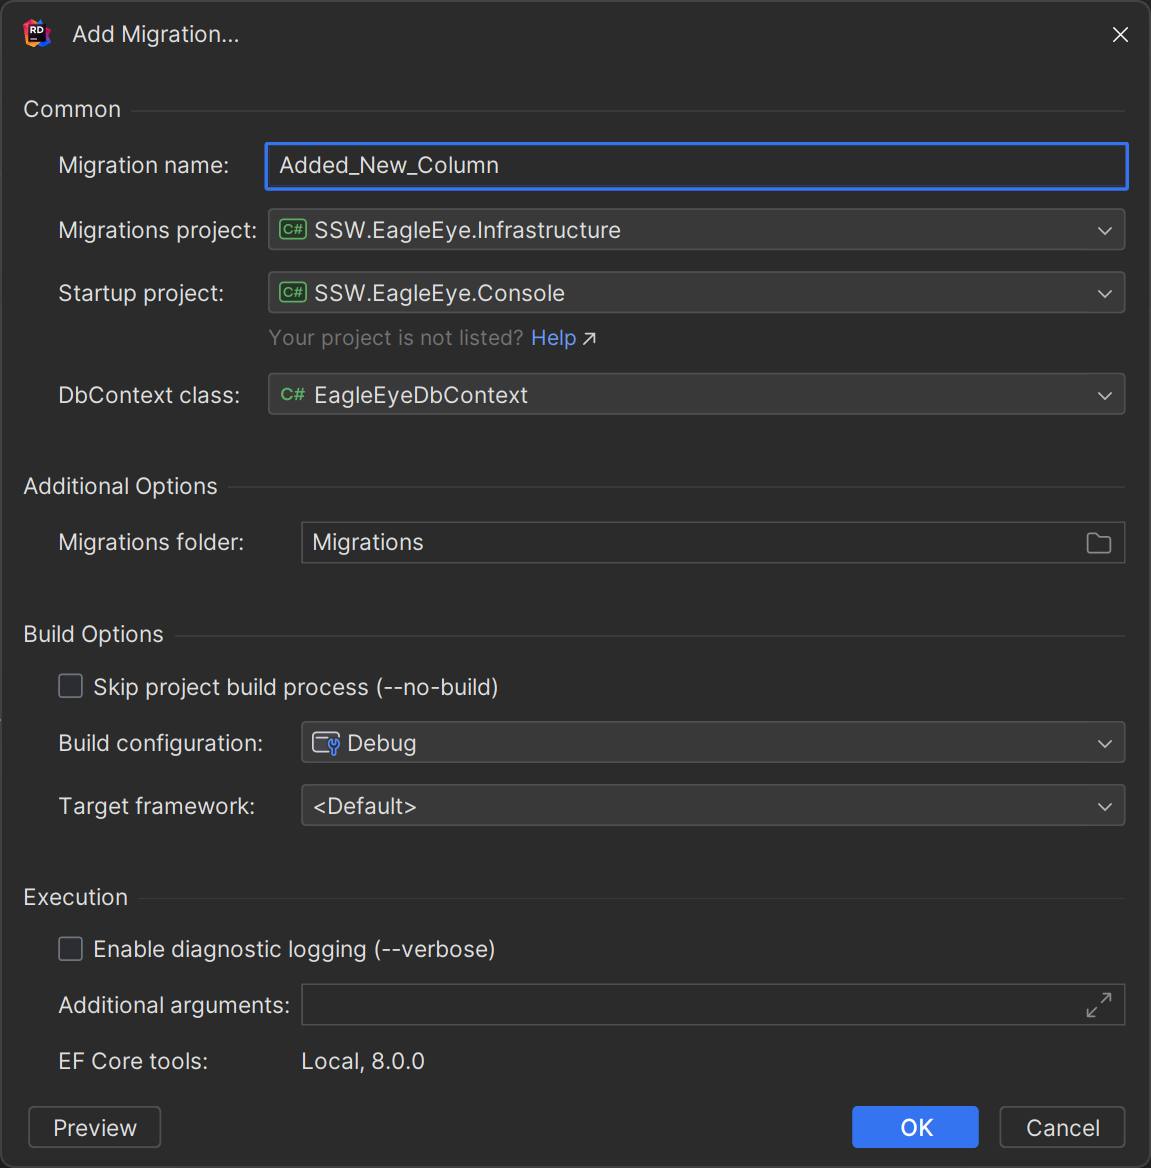 RD
Add Migration...
Common
Migration name: Added_New_Column
Migrations project: C# SSW.EagleEye.Infrastructure
Startup project: C# SSW.EagleEye.Console
Your project is not listed? Help
DbContext class: C# EagleEyeDbContext
Additional Options
Migrations folder: Migrations
Build Options
Skip project build process (--no-build)
Build configuration: Debug
Target framework: <Default>
Execution
Enable diagnostic logging (--verbose)
Additional arguments:
EF Core tools: Local, 8.0.0
Preview OK Cancel